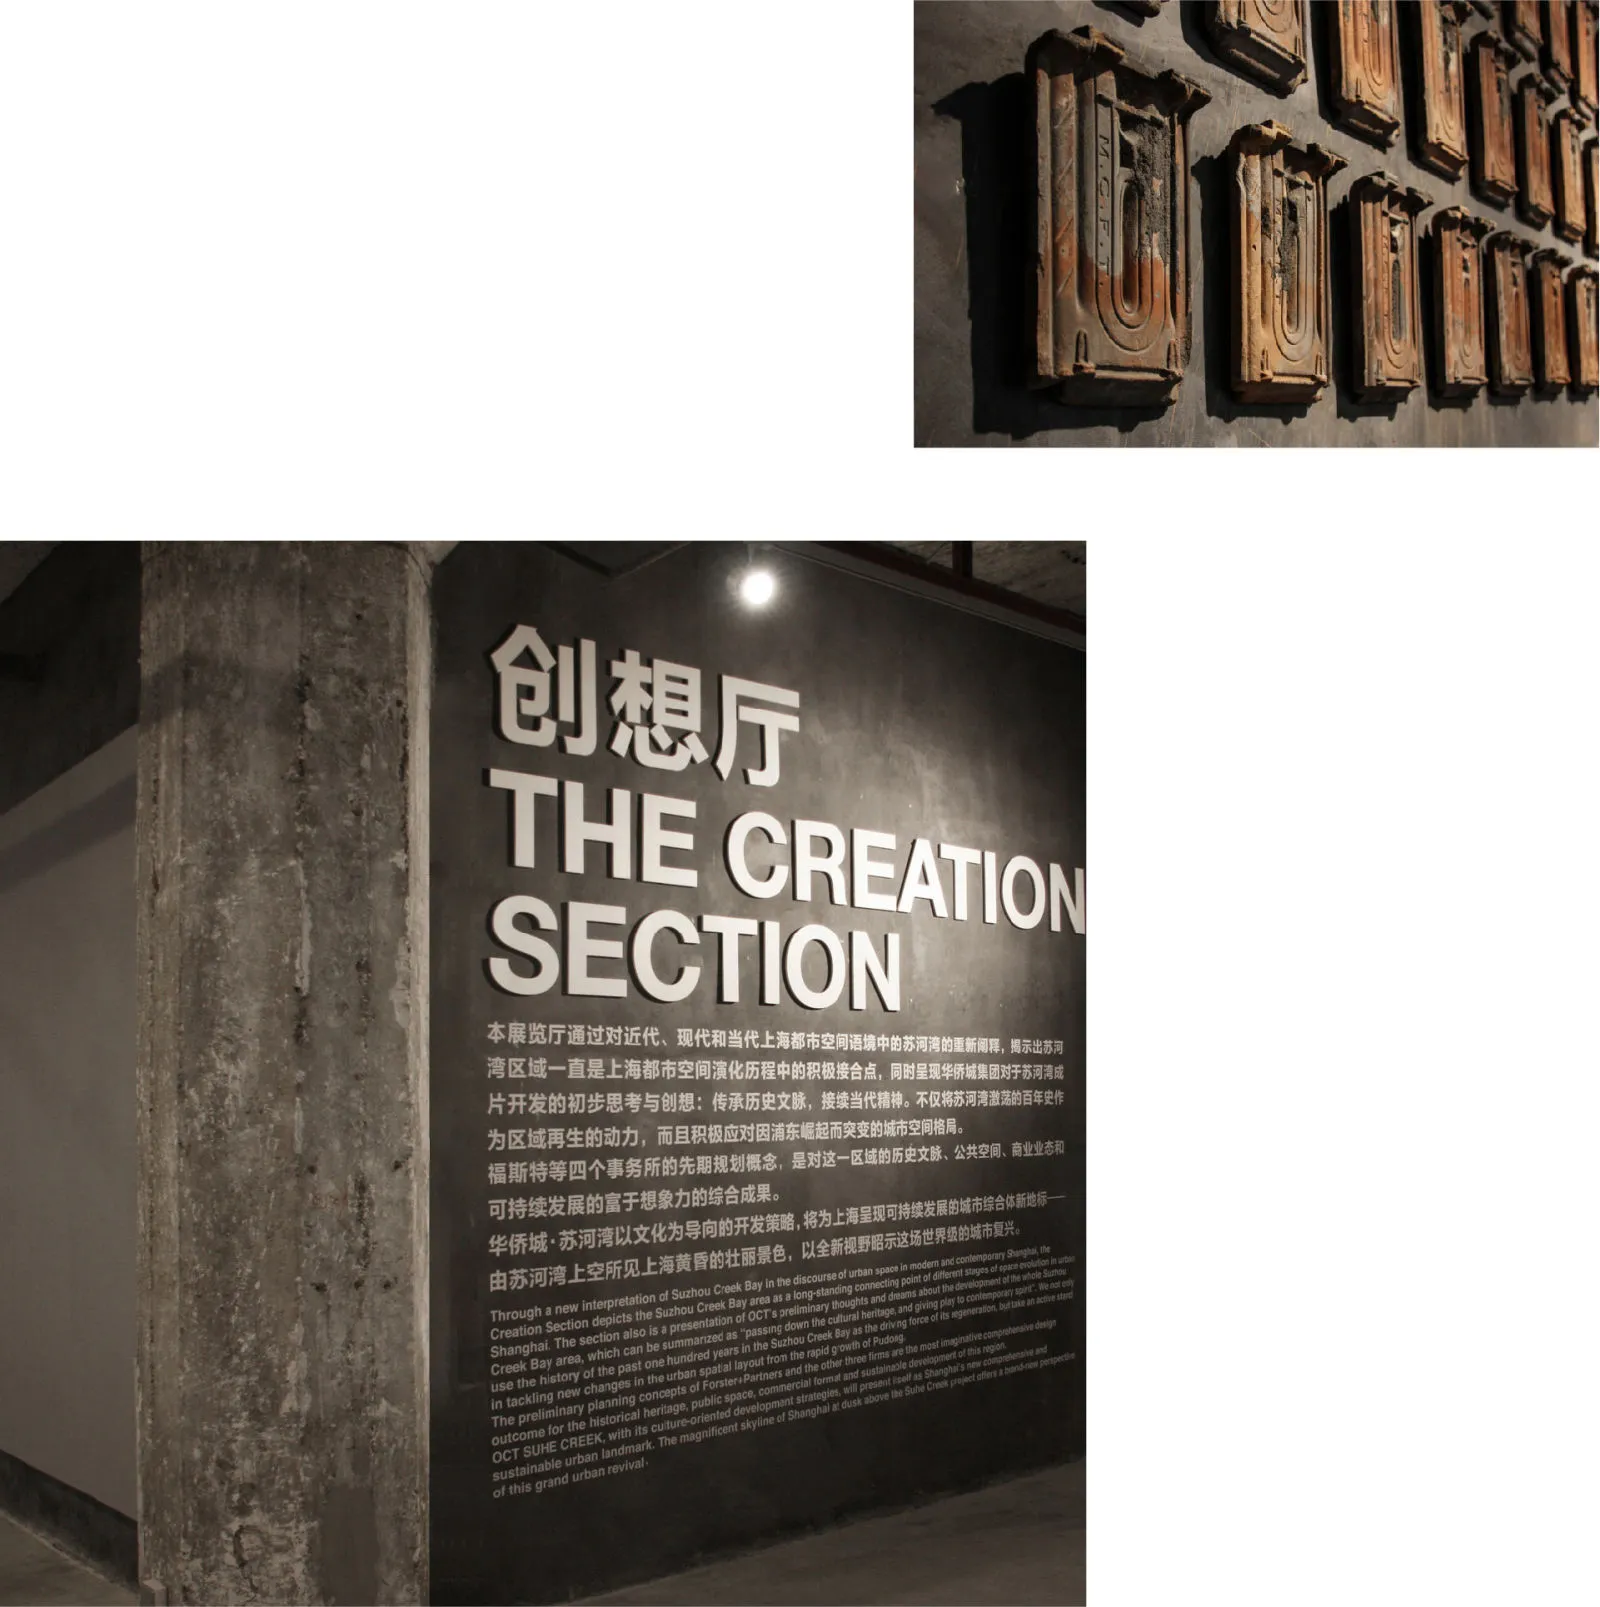 M.C.F.T
创想厅
THE CREATION
SECTION
本展览厅通过对近代、现代和当代上海都市空间语境中的苏河湾的重新阐释，揭示出苏河
湾区域一直是上海都市空间演化历程中的积极接合点，同时呈现华侨城集团对于苏河湾成
片开发的初步思考与创想：传承历史文脉，接续当代精神。不仅将苏河湾激荡的百年史作
为区域再生的动力，而且积极应对因浦东崛起而突变的城市空间格局。
福斯特等四个事务所的先期规划概念，是对这一区域的历史文脉、公共空间、商业业态和
可持续发展的富于想象力的综合成果。
华侨城·苏河湾以文化为导向的开发策略，将为上海呈现可持续发展的城市综合体新地标——
由苏河湾上空所见上海黄昏的壮丽景色，以全新视野昭示这场世界级的城市复兴。
Through a new interpretation of Suzhou Creek Bay in the discourse of urban space in modern and contemporary Shanghai, the
Creation Section depicts the Suzhou Creek Bay area as a long-standing connecting point of different stages of space evolution in urban
Shanghai. The section also is a presentation of OCT's preliminary thoughts and dreams about the development of the whole Suzhou
Creek Bay area, which can be summarized as "passing down the cultural heritage, and giving play to contemporary spirit". We not only
use the history of the past one hundred years in the Suzhou Creek Bay as the driving force of its regeneration, but take an active stand
in tackling new changes in the urban spatial layout from the rapid growth of Pudong.
The preliminary planning concepts of Forster+Partners and the other three firms are the most imaginative comprehensive design
outcome for the historical heritage, public space, commercial format and sustainable development of this region.
OCT SUHE CREEK, with its culture-oriented development strategies, will present itself as Shanghai's new comprehensive and
sustainable urban landmark. The magnificent skyline of Shanghai at dusk above the Suhe Creek project offers a brand-new perspective
of this grand urban revival.